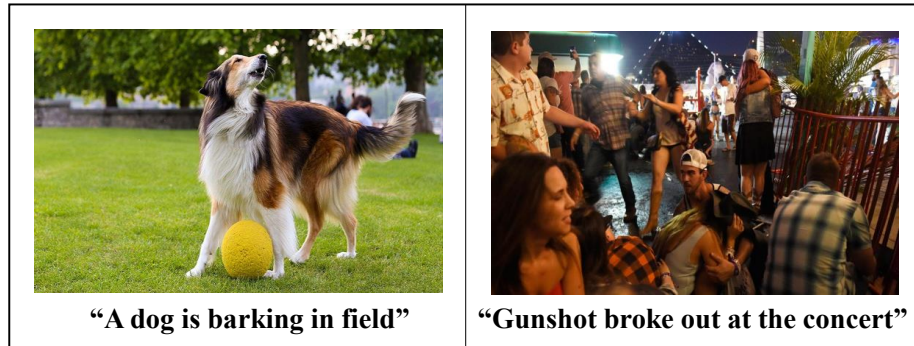 “A dog is barking in field”
“Gunshot broke out at the concert”